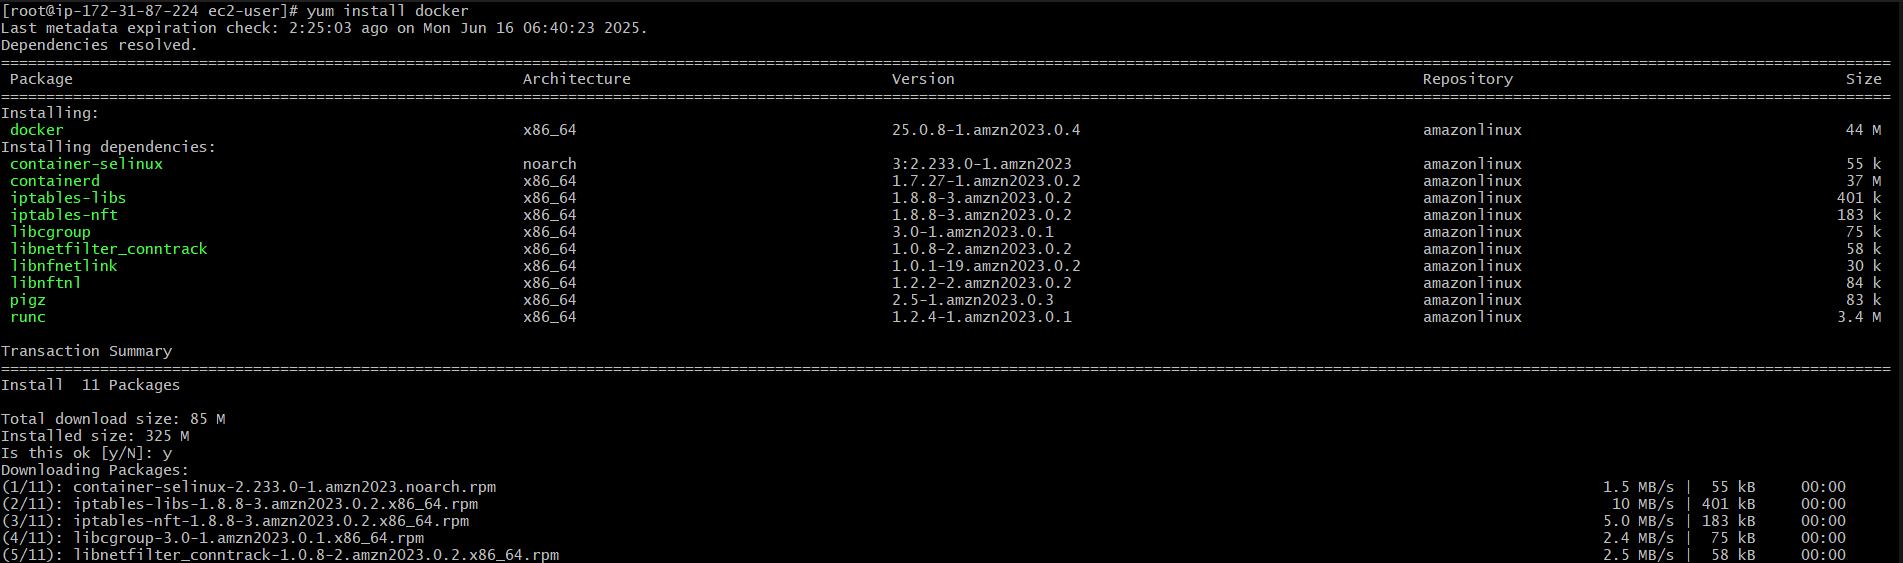 [root@ip-172-31-87-224 ec2-user]# yum install docker
Last metadata expiration check: 2:25:03 ago on Mon Jun 16 06:40:23 2025.
Dependencies resolved.
================================================================================
Package Architecture Version Repository Size
================================================================================
Installing:
docker x86_64 25.0.8-1.amzn2023.0.4 amazonlinux 44 M
Installing dependencies:
container-selinux noarch 3:2.233.0-1.amzn2023 amazonlinux 55 k
containerd x86_64 1.7.27-1.amzn2023.0.2 amazonlinux 37 M
iptables-libs x86_64 1.8.8-3.amzn2023.0.2 amazonlinux 401 k
iptables-nft x86_64 1.8.8-3.amzn2023.0.2 amazonlinux 183 k
libcgroup x86_64 3.0-1.amzn2023.0.1 amazonlinux 75 k
libnetfilter_conntrack x86_64 1.0.8-2.amzn2023.0.2 amazonlinux 58 k
libnfnetlink x86_64 1.0.1-19.amzn2023.0.2 amazonlinux 30 k
libnftnl x86_64 1.2.2-2.amzn2023.0.2 amazonlinux 84 k
pigz x86_64 2.5-1.amzn2023.0.3 amazonlinux 83 k
runc x86_64 1.2.4-1.amzn2023.0.1 amazonlinux 3.4 M
Transaction Summary
================================================================================
Install  11 Packages
Total download size: 85 M
Installed size: 325 M
Is this ok [y/N]: y
Downloading Packages:
(1/11): container-selinux-2.233.0-1.amzn2023.noarch.rpm 1.5 MB/s |  55 kB 00:00
(2/11): iptables-libs-1.8.8-3.amzn2023.0.2.x86_64.rpm 10 MB/s | 401 kB 00:00
(3/11): iptables-nft-1.8.8-3.amzn2023.0.2.x86_64.rpm 5.0 MB/s | 183 kB 00:00
(4/11): libcgroup-3.0-1.amzn2023.0.1.x86_64.rpm 2.4 MB/s |  75 kB 00:00
(5/11): libnetfilter_conntrack-1.0.8-2.amzn2023.0.2.x86_64.rpm 2.5 MB/s |  58 kB 00:00